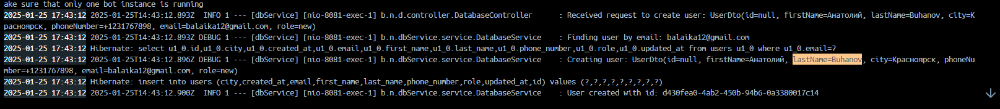 ake sure that only one bot instance is running
2025-01-25 17:43:12 2025-01-25T14:43:12.893Z  INFO 1 --- [dbService] [nio-8081-exec-1] b.n.d.controller.DatabaseController      : Received request to create user: UserDto(id=null, firstName=Анатолий, lastName=Buhanov, city=К
расноярск, phoneNumber=+1231767898, email=balaika12@gmail.com, role=new)
2025-01-25 17:43:12 2025-01-25T14:43:12.893Z DEBUG 1 --- [dbService] [nio-8081-exec-1] b.n.dbService.service.DatabaseService    : Finding user by email: balaika12@gmail.com
2025-01-25 17:43:12 Hibernate: select u1_0.id,u1_0.city,u1_0.created_at,u1_0.email,u1_0.first_name,u1_0.last_name,u1_0.phone_number,u1_0.role,u1_0.updated_at from users u1_0 where u1_0.email=?
2025-01-25 17:43:12 2025-01-25T14:43:12.896Z DEBUG 1 --- [dbService] [nio-8081-exec-1] b.n.dbService.service.DatabaseService    : Creating user: UserDto(id=null, firstName=Анатолий, lastName=Buhanov, city=Красноярск, phoneNu
mber=+1231767898, email=balaika12@gmail.com, role=new)
2025-01-25 17:43:12 Hibernate: insert into users (city,created_at,email,first_name,last_name,phone_number,role,updated_at,id) values (?,?,?,?,?,?,?,?,?)
2025-01-25 17:43:12 2025-01-25T14:43:12.900Z  INFO 1 --- [dbService] [nio-8081-exec-1] b.n.dbService.service.DatabaseService    : User created with id: d430fea0-4ab2-450b-94b6-0a3380017c14